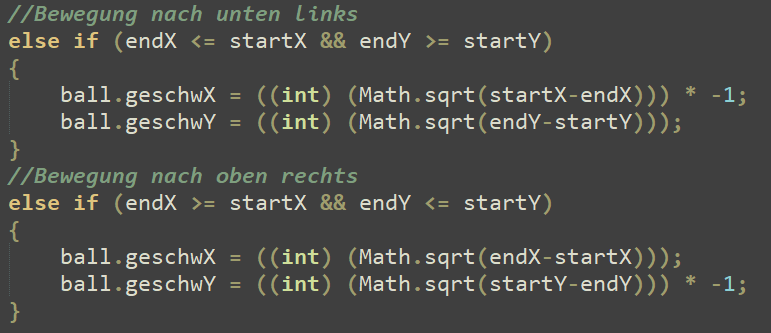 //Bewegung nach unten links
else if (endX <= startX && endY >= startY)
{
ball.geschwX = ((int) (Math.sqrt(startX-endX))) * -1;
ball.geschwY = ((int) (Math.sqrt(endY-startY)));
}
//Bewegung nach oben rechts
else if (endX >= startX && endY <= startY)
{
ball.geschwX = ((int) (Math.sqrt(endX-startX)));
ball.geschwY = ((int) (Math.sqrt(startY-endY))) * -1;
}